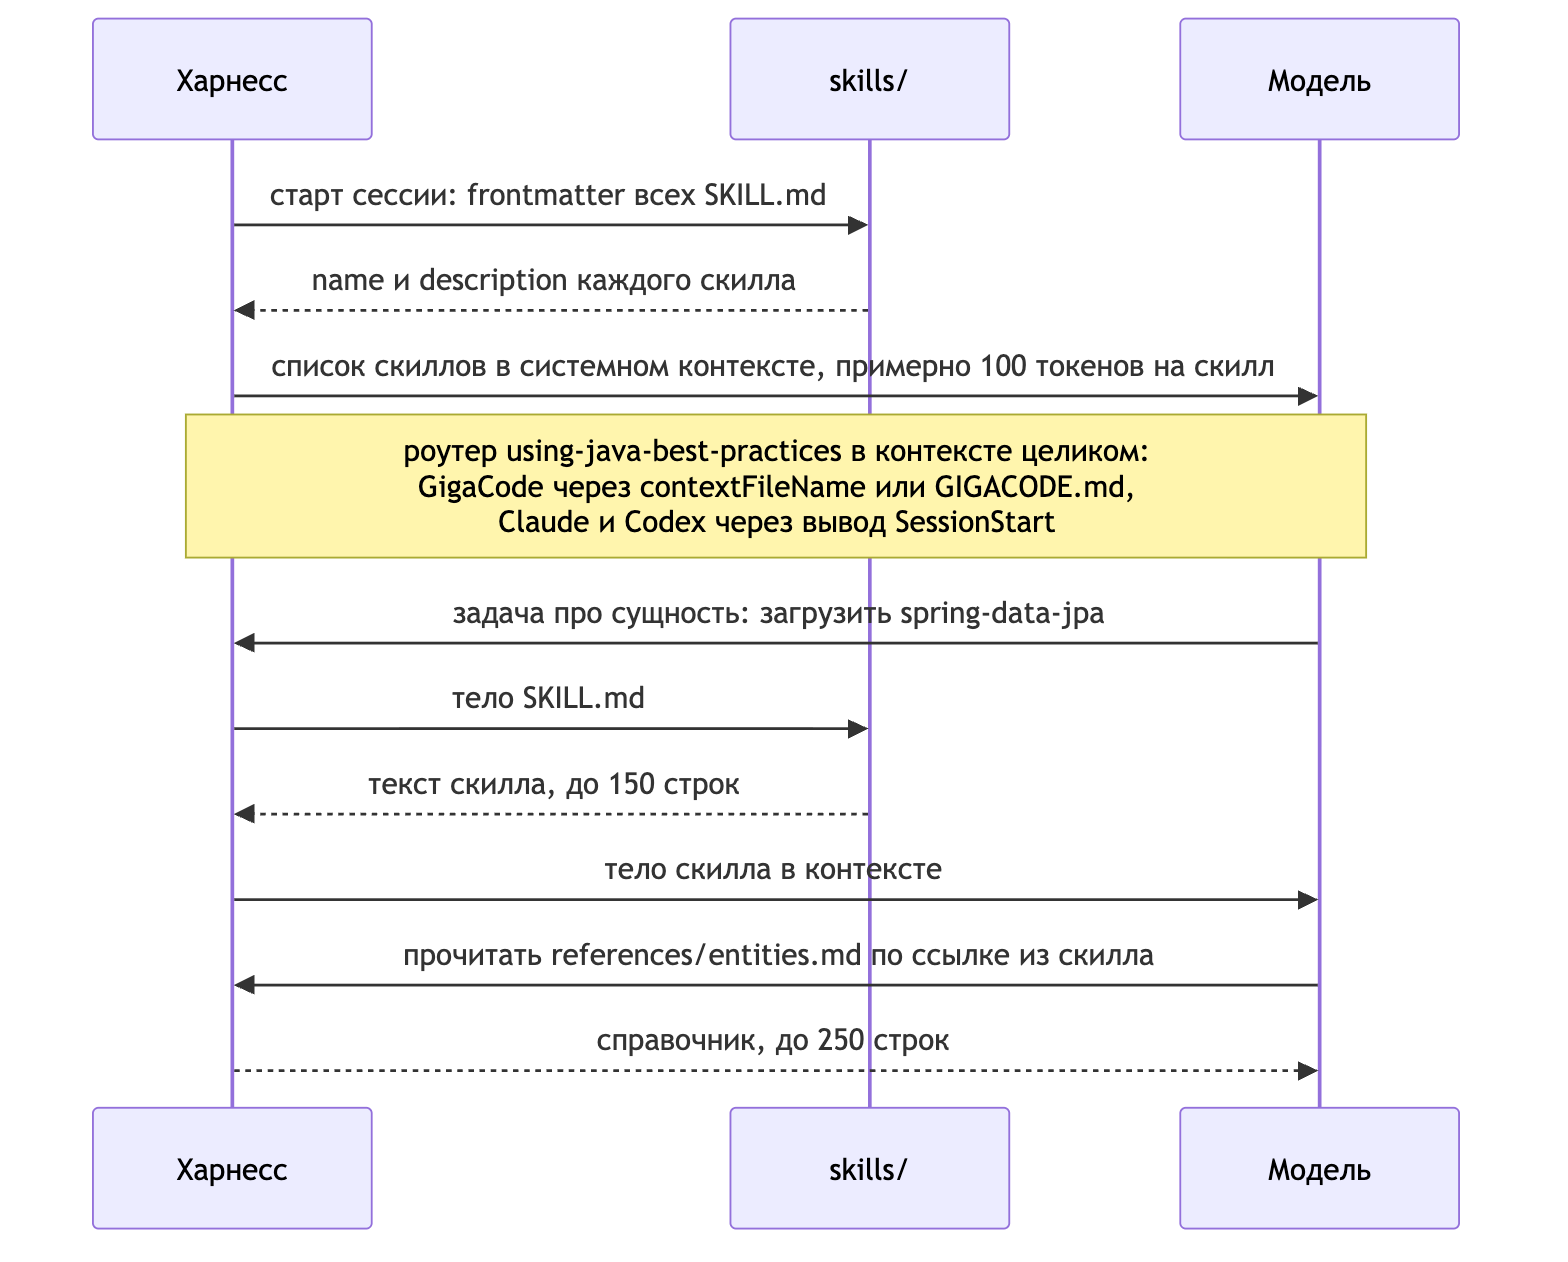 Харнесс
skills/
Модель
старт сессии: frontmatter всех SKILL.md
name и description каждого скилла
список скиллов в системном контексте, примерно 100 токенов на скилл
роутер using-java-best-practices в контексте целиком:
GigaCode через contextFileName или GIGACODE.md,
Claude и Codex через вывод SessionStart
задача про сущность: загрузить spring-data-jpa
тело SKILL.md
текст скилла, до 150 строк
тело скилла в контексте
прочитать references/entities.md по ссылке из скилла
справочник, до 250 строк
Харнесс
skills/
Модель